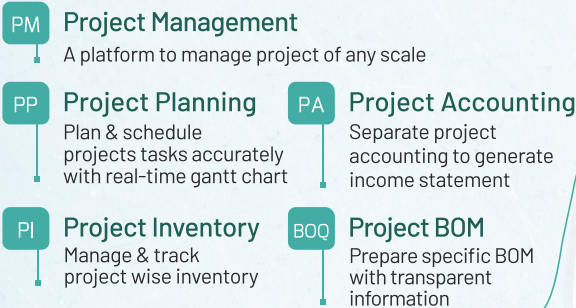 PM
Project Management
A platform to manage project of any scale
PP
Project Planning
Plan & schedule
projects tasks accurately
with real-time gantt chart
PA
Project Accounting
Separate project
accounting to generate
income statement
PI
Project Inventory
Manage & track
project wise inventory
BOQ
Project BOM
Prepare specific BOM
with transparent
information